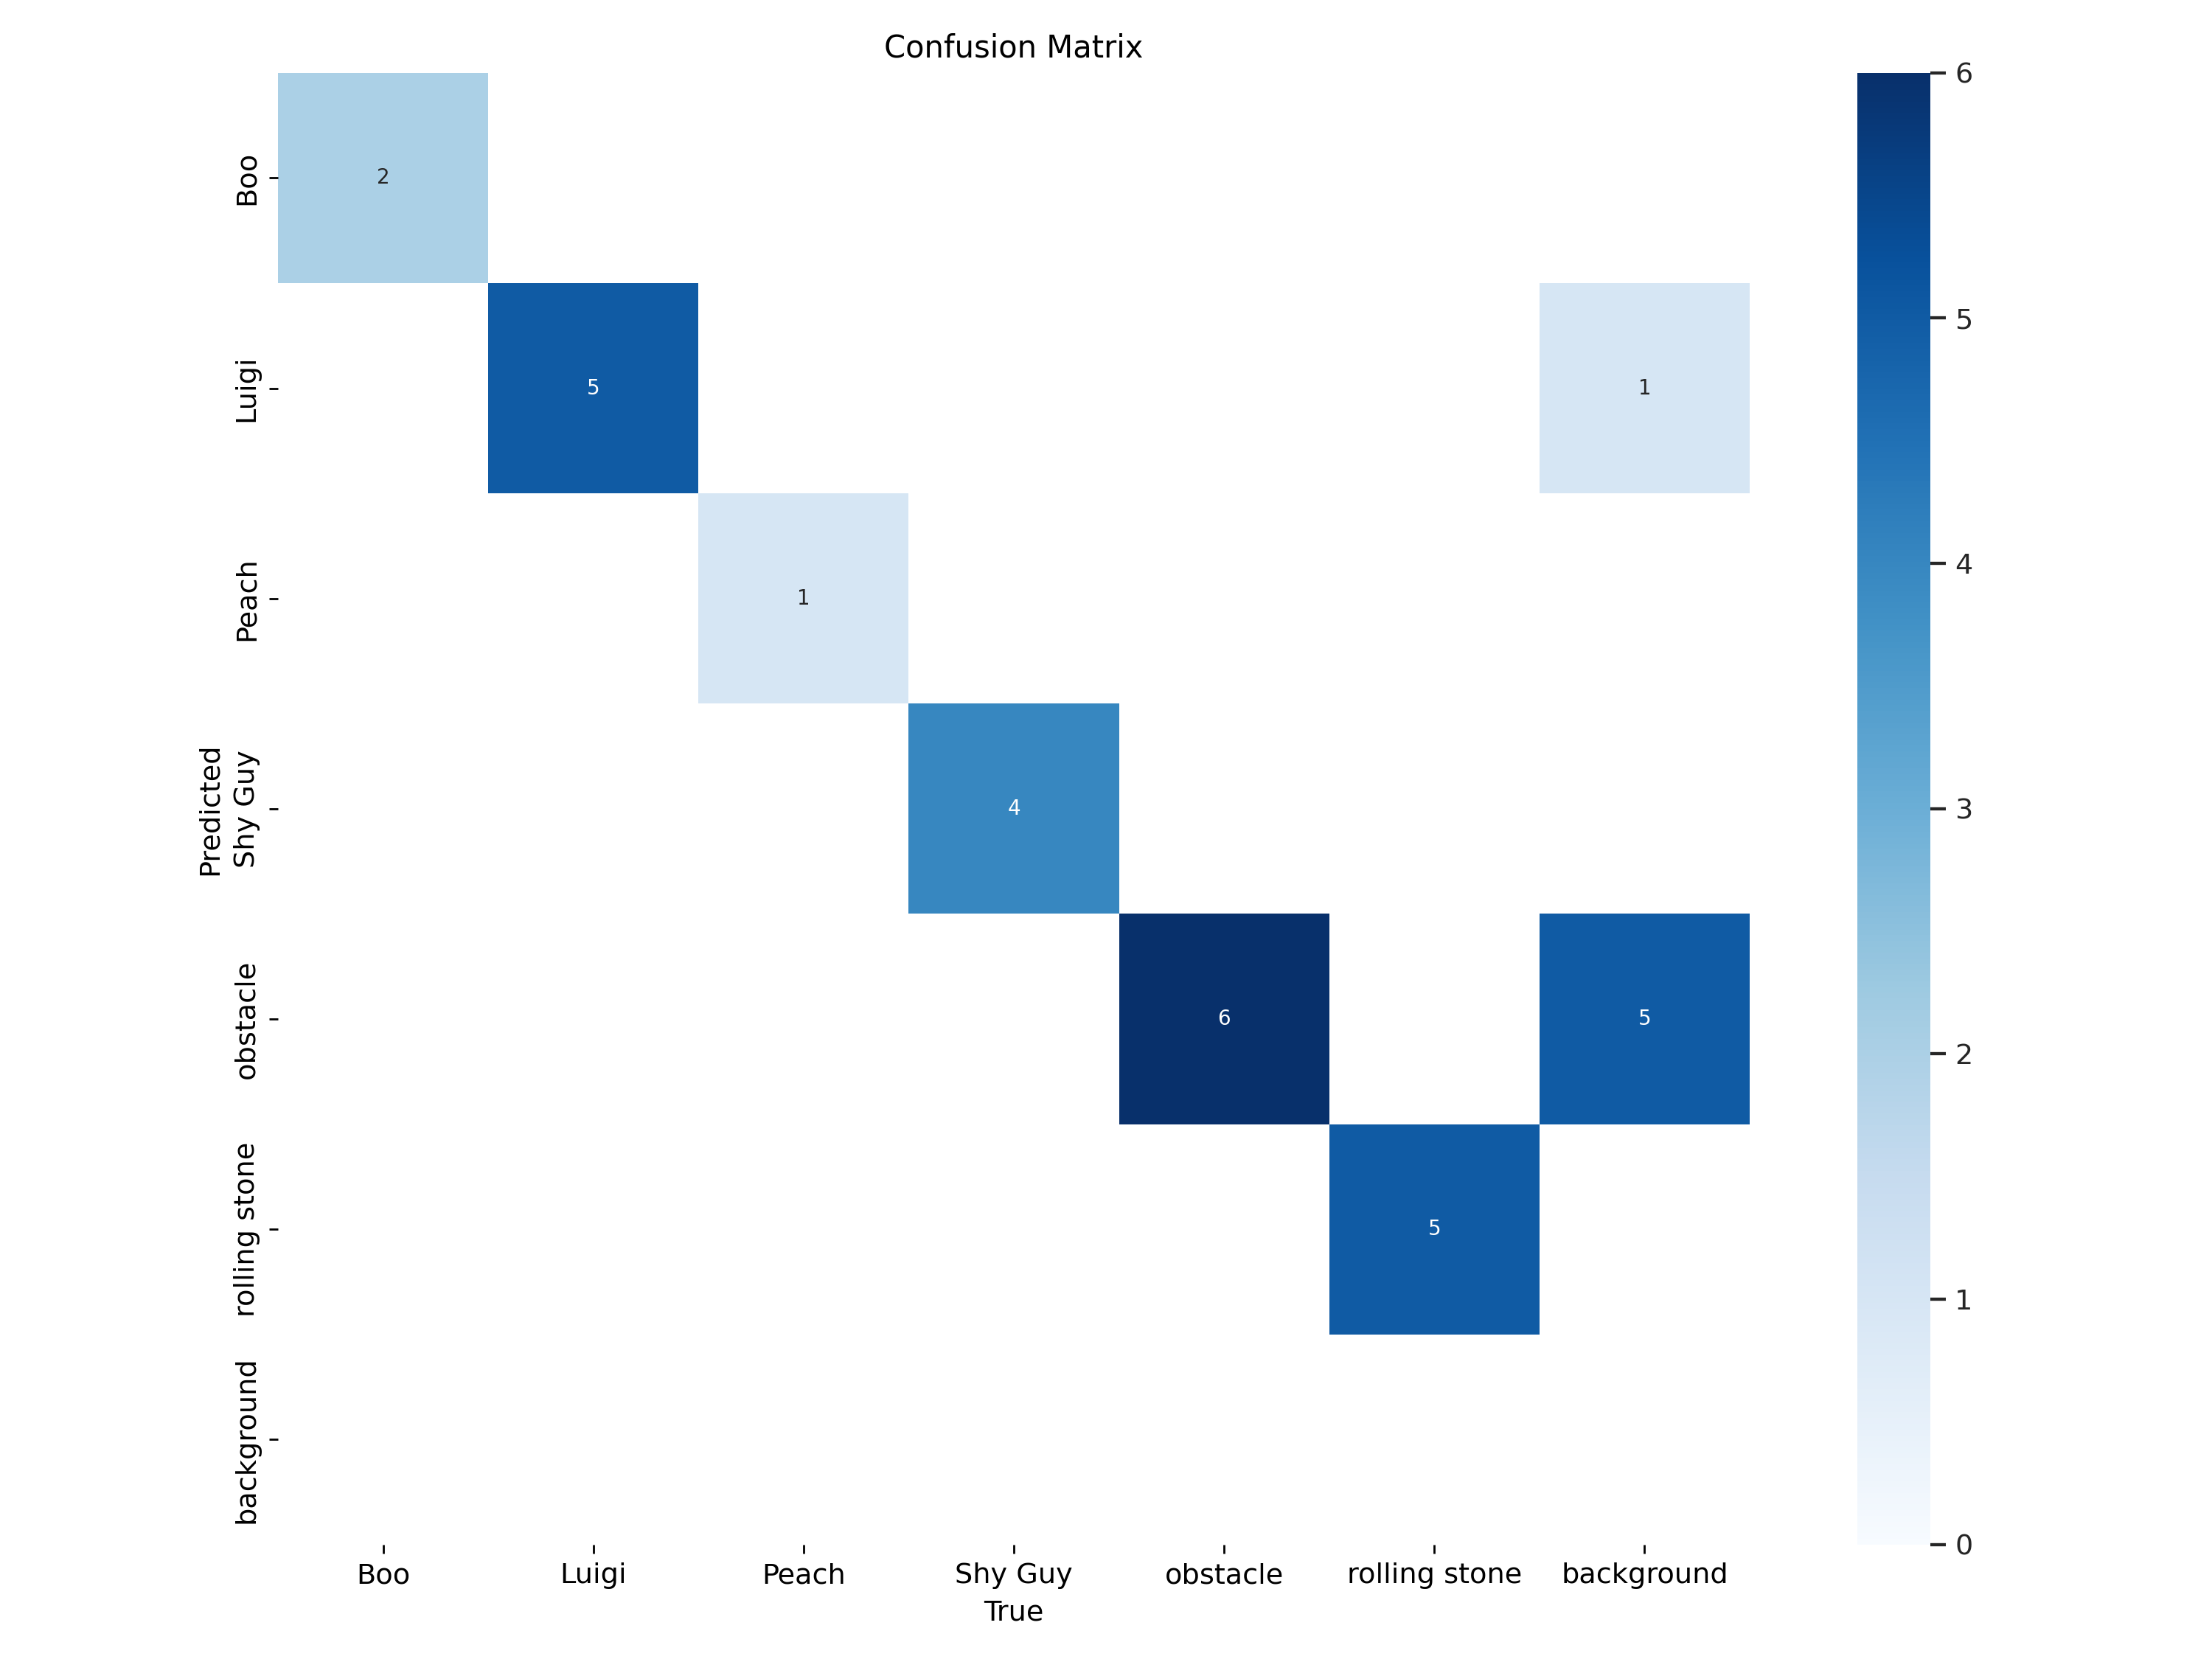 Confusion Matrix
Boo
Luigi
Peach
Shy Guy
obstacle
rolling stone
background
Predicted
2
5
1
1
4
6
5
5
Boo
Luigi
Peach
Shy Guy
obstacle
rolling stone
background
True
6
5
4
3
2
1
0